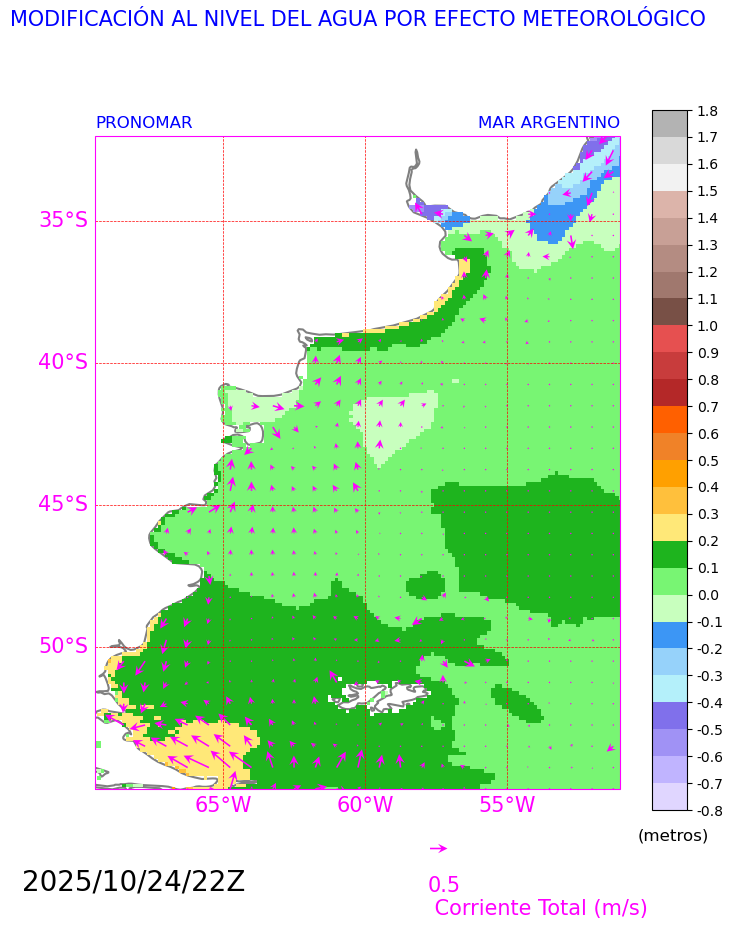 MODIFICACIÓN AL NIVEL DEL AGUA POR EFECTO METEOROLÓGICO
PRONOMAR
MAR ARGENTINO
35°S
40°S
45°S
50°S
65°W
60°W
55°W
1.8
1.7
1.6
1.5
1.4
1.3
1.2
1.1
1.0
0.9
0.8
0.7
0.6
0.5
0.4
0.3
0.2
0.1
0.0
-0.1
-0.2
-0.3
-0.4
-0.5
-0.6
-0.7
-0.8
(metros)
2025/10/24/22Z
0.5
Corriente Total (m/s)